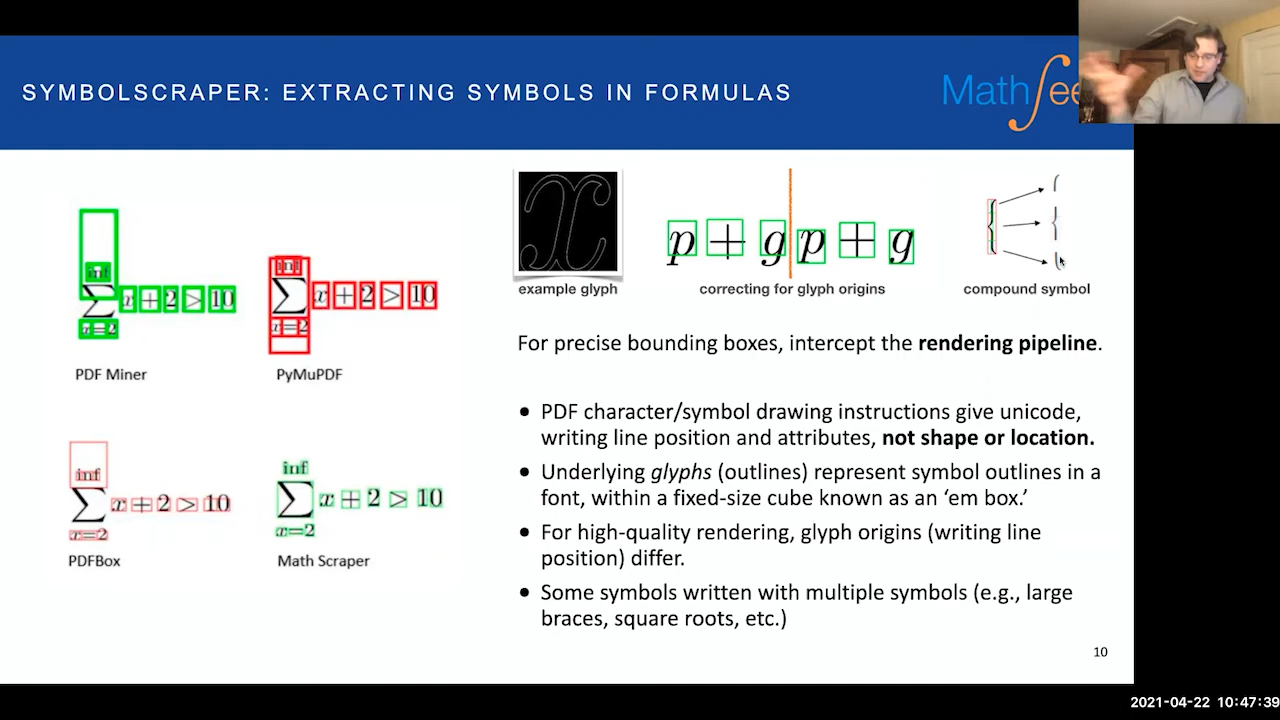 SYMBOLSCRAPER: EXTRACTING SYMBOLS IN FORMULAS
Math∫ee
inf
∑ x + 2 > 10
x=2
PDF Miner
inf
∑ x + 2 > 10
x=2
PyMuPDF
inf
∑ x + 2 > 10
x=2
PDFBox
inf
∑ x + 2 > 10
x=2
Math Scraper
x
example glyph
p + g p + g
correcting for glyph origins
{
compound symbol
For precise bounding boxes, intercept the rendering pipeline.
● PDF character/symbol drawing instructions give unicode,
writing line position and attributes, not shape or location.
● Underlying glyphs (outlines) represent symbol outlines in a
font, within a fixed-size cube known as an ‘em box.’
● For high-quality rendering, glyph origins (writing line
position) differ.
● Some symbols written with multiple symbols (e.g., large
braces, square roots, etc.)
10
2021-04-22 10:47:39